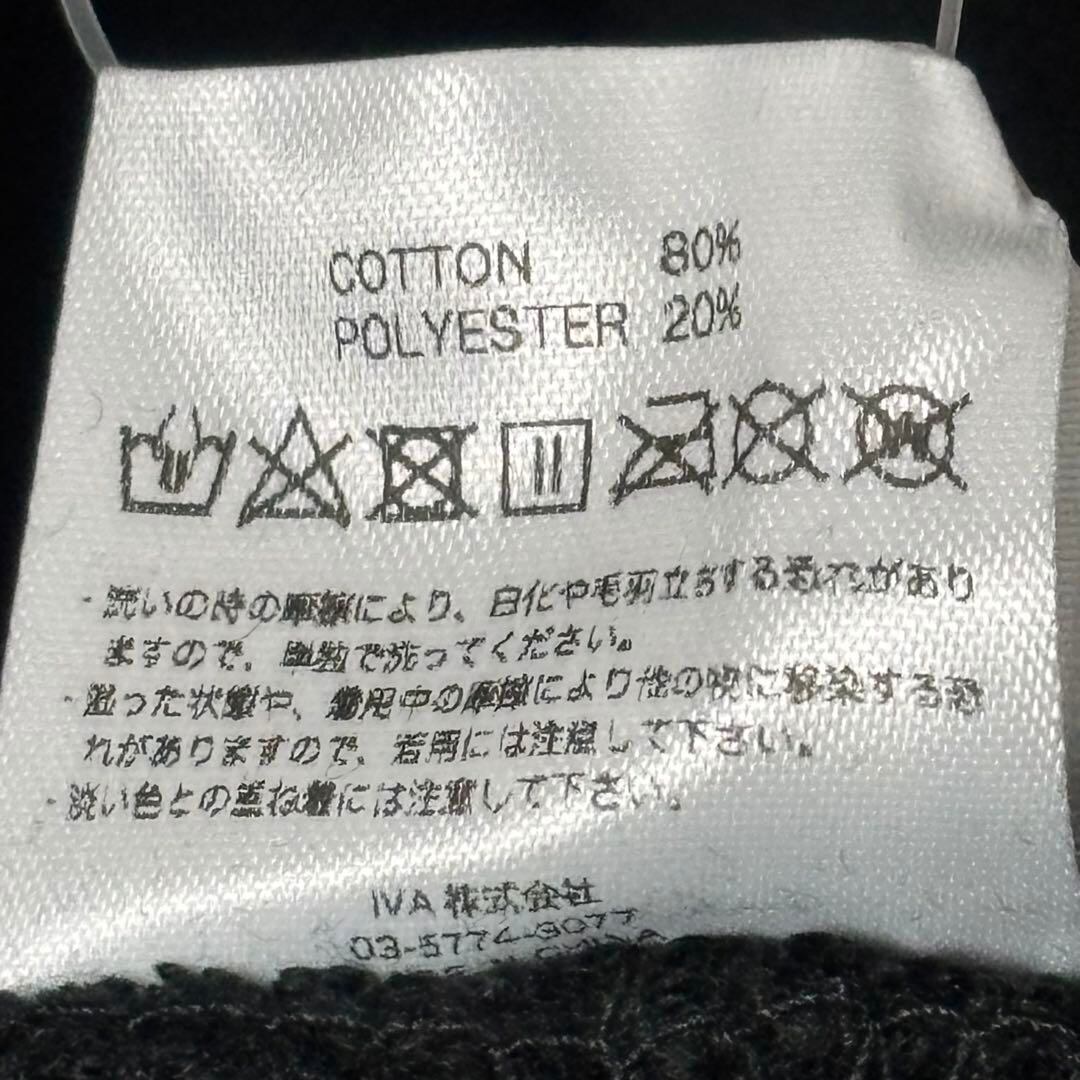 COTTON 80%
POLYESTER 20%
・洗いの時の摩擦により、白化や毛羽立ちする恐れがあり
ますので、単独で洗ってください。
・湿った状態や、着用中の摩擦により他の物に移染する恐
れがありますので、着用には注意して下さい。
・淡い色との重ね着には注意して下さい。
IVA 株式会社
03-5774-9077